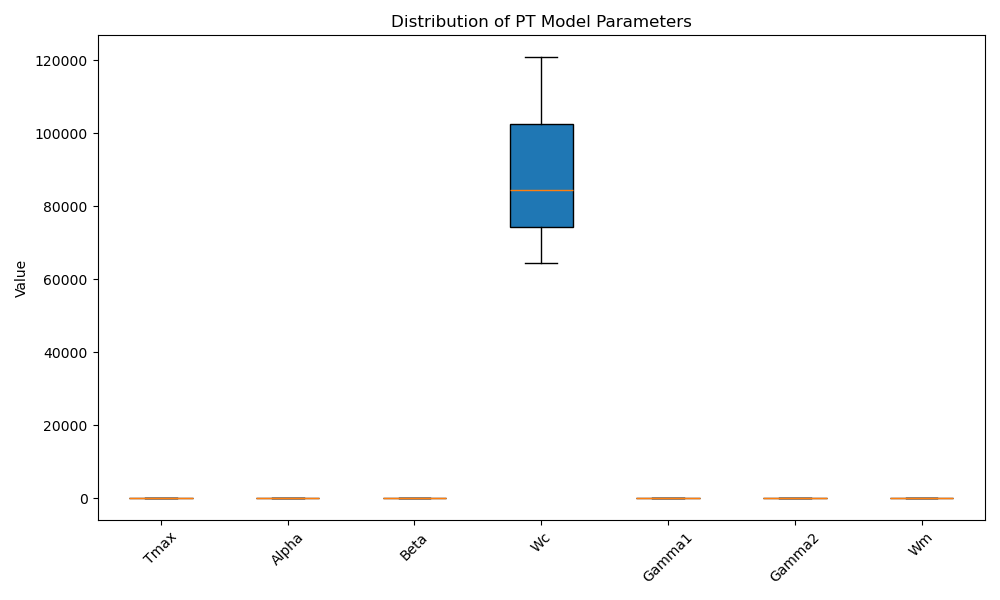 Distribution of PT Model Parameters
Value
120000
100000
80000
60000
40000
20000
0
Tmax
Alpha
Beta
Wc
Gamma1
Gamma2
Wm